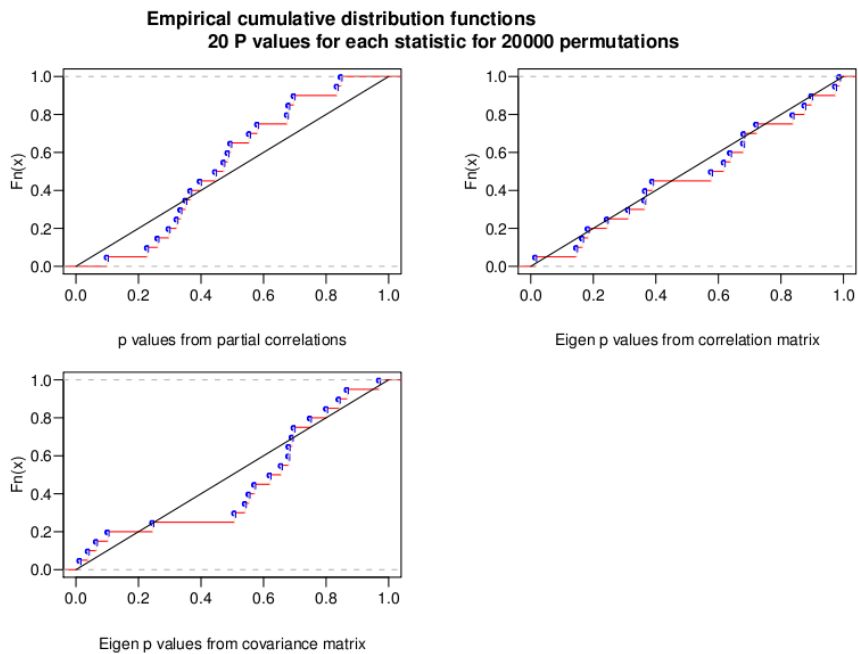 Empirical cumulative distribution functions
20 P values for each statistic for 20000 permutations
Fn(x)
1.0
0.8
0.6
0.4
0.2
0.0
0.0 0.2 0.4 0.6 0.8 1.0
p values from partial correlations
Fn(x)
1.0
0.8
0.6
0.4
0.2
0.0
0.0 0.2 0.4 0.6 0.8 1.0
Eigen p values from correlation matrix
Fn(x)
1.0
0.8
0.6
0.4
0.2
0.0
0.0 0.2 0.4 0.6 0.8 1.0
Eigen p values from covariance matrix